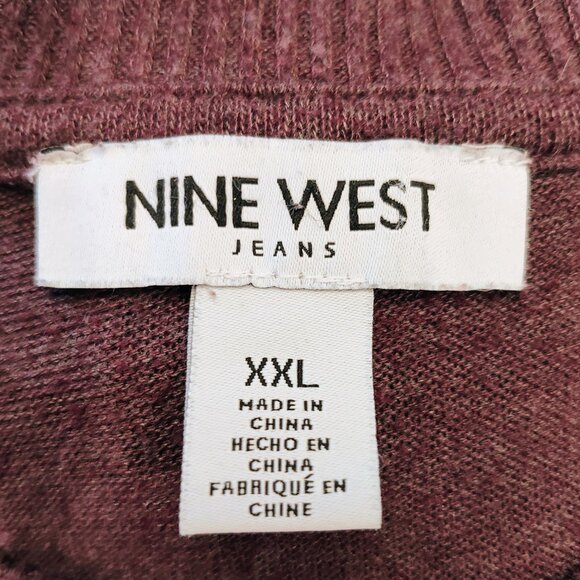 NINE WEST
JEANS
XXL
MADE IN
CHINA
HECHO EN
CHINA
FABRIQUÉ EN
CHINE